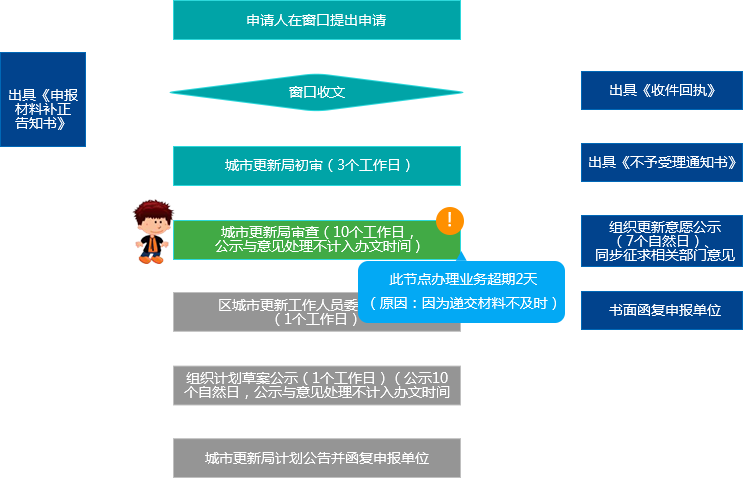 申请人在窗口提出申请
出具《申报
材料补正
告知书》
窗口收文
出具《收件回执》
城市更新局初审（3个工作日）
出具《不予受理通知书》
城市更新局审查（10个工作日，
公示与意见处理不计入办文时间）
!
组织更新意愿公示
（7个自然日）、
同步征求相关部门意见
此节点办理业务超期2天
（原因：因为递交材料不及时）
区城市更新工作人员委
（1个工作日）
书面函复申报单位
组织计划草案公示（1个工作日）（公示10
个自然日，公示与意见处理不计入办文时间
城市更新局计划公告并函复申报单位